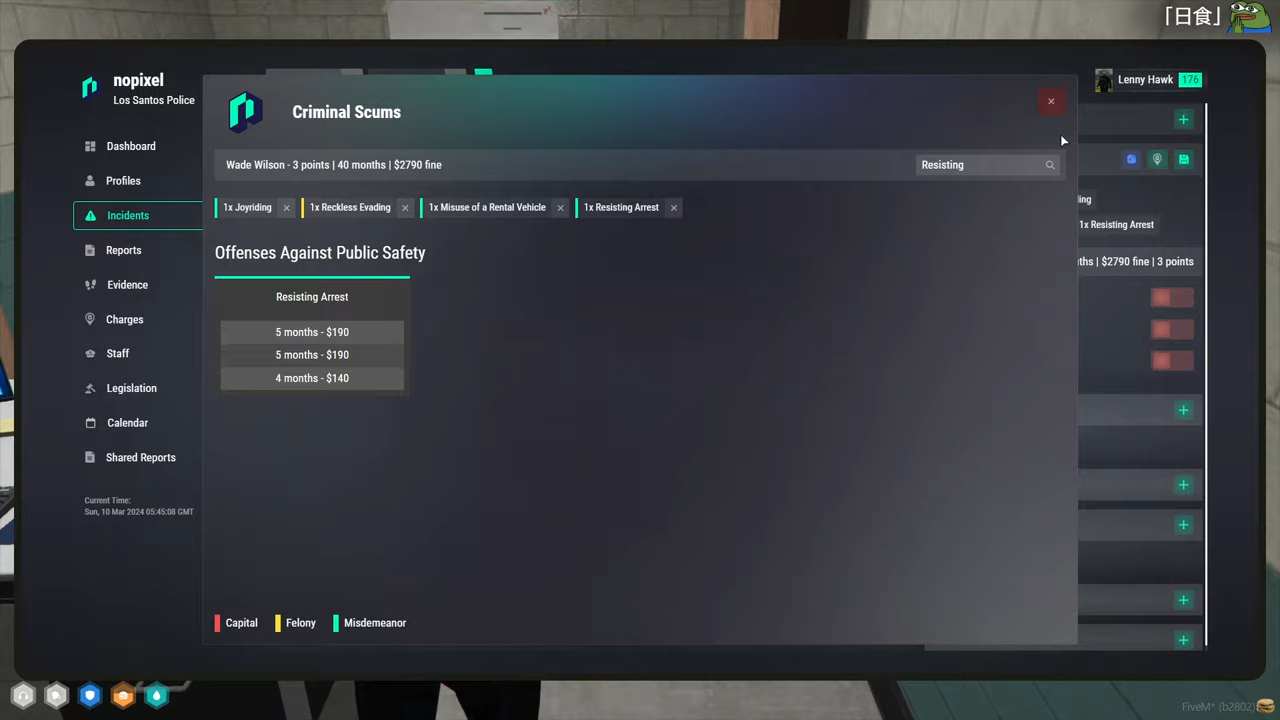 「日食」
nopixel
Los Santos Police
Lenny Hawk 176
Criminal Scums
Dashboard
Profiles
Incidents
Reports
Evidence
Charges
Staff
Legislation
Calendar
Shared Reports
Current Time:
Sun, 10 Mar 2024 05:45:08 GMT
Wade Wilson - 3 points | 40 months | $2790 fine
Resisting
1x Joyriding
1x Reckless Evading
1x Misuse of a Rental Vehicle
1x Resisting Arrest
1x Resisting Arrest
$2790 fine | 3 points
Offenses Against Public Safety
Resisting Arrest
5 months - $190
5 months - $190
4 months - $140
Capital
Felony
Misdemeanor
FiveM* (b2802)